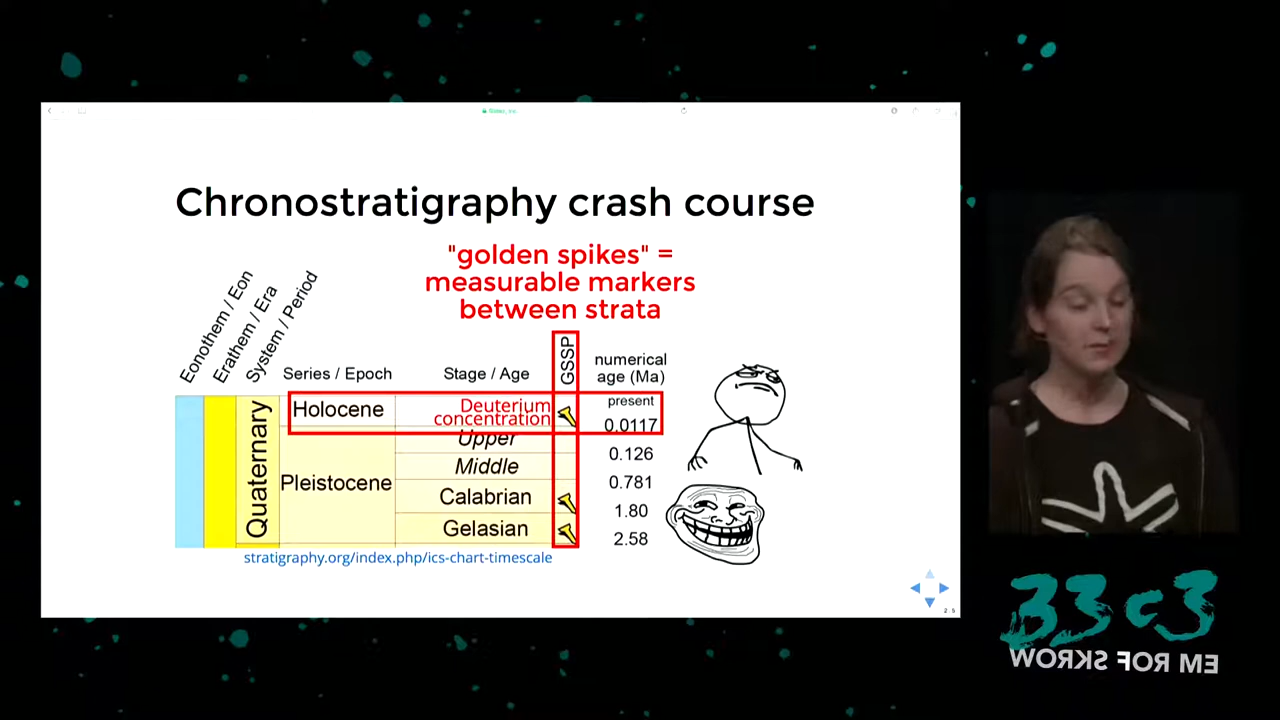 Chronostratigraphy crash course
"golden spikes" =
measurable markers
between strata
Eonothem / Eon
Erathem / Era
System / Period
Series / Epoch
Stage / Age
GSSP
numerical
age (Ma)
Quaternary
Holocene
Deuterium
concentration
present
0.0117
Upper
0.126
Middle
0.781
Pleistocene
Calabrian
1.80
Gelasian
2.58
stratigraphy.org/index.php/ics-chart-timescale
2.5
33c3
WORKS FOR ME